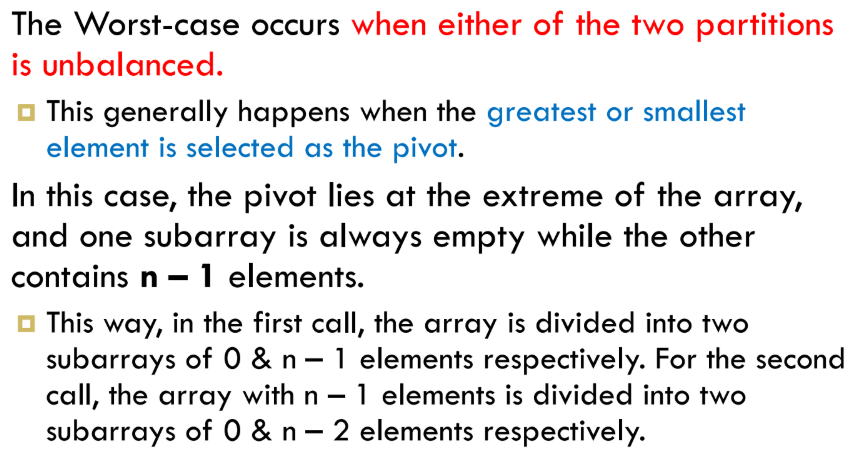 The Worst-case occurs when either of the two partitions
is unbalanced.
This generally happens when the greatest or smallest
element is selected as the pivot.
In this case, the pivot lies at the extreme of the array,
and one subarray is always empty while the other
contains n – 1 elements.
This way, in the first call, the array is divided into two
subarrays of 0 & n – 1 elements respectively. For the second
call, the array with n – 1 elements is divided into two
subarrays of 0 & n – 2 elements respectively.